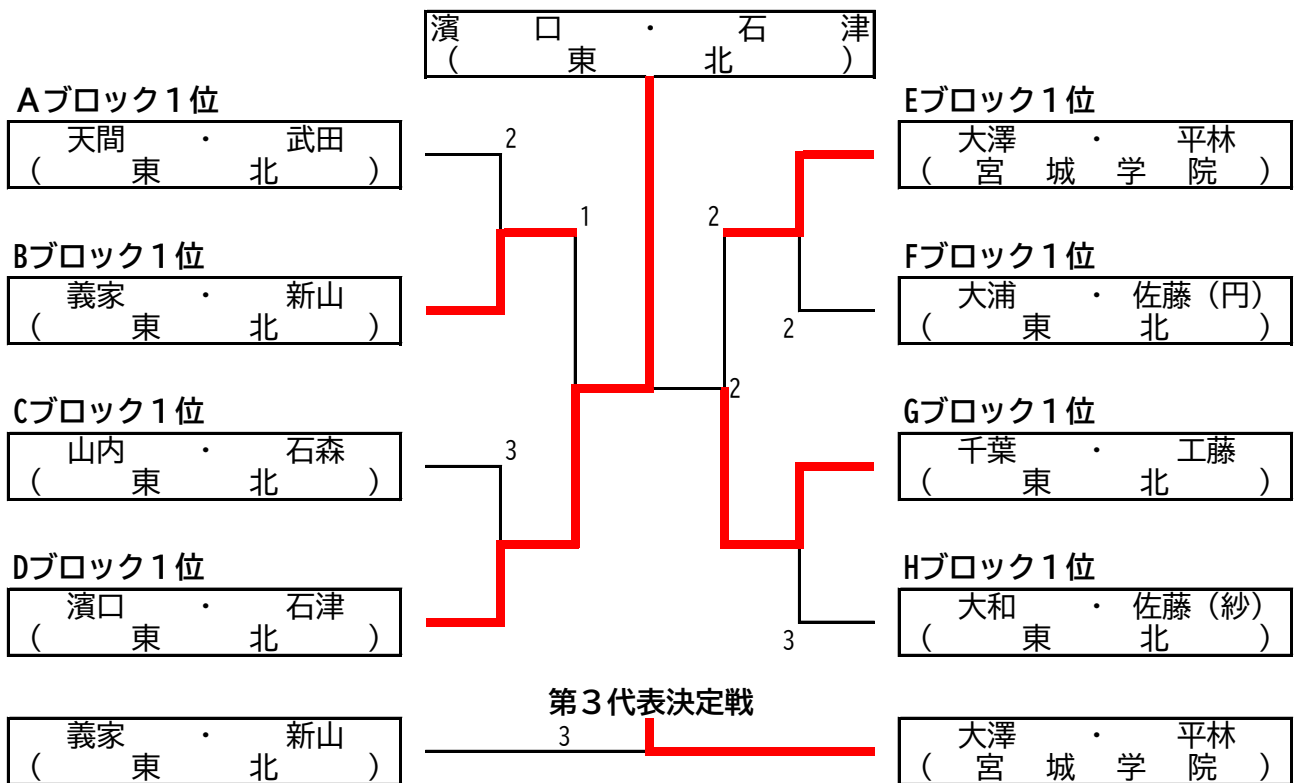 濱口・石津
(東北)
Aブロック１位
天間・武田
(東北)
2
Bブロック１位
義家・新山
(東北)
1
Cブロック１位
山内・石森
(東北)
3
Dブロック１位
濱口・石津
(東北)
Eブロック１位
大澤・平林
(宮城学院)
2
Fブロック１位
大浦・佐藤（円）
(東北)
2
2
Gブロック１位
千葉・工藤
(東北)
Hブロック１位
大和・佐藤（紗）
(東北)
3
第３代表決定戦
義家・新山
(東北)
3
大澤・平林
(宮城学院)